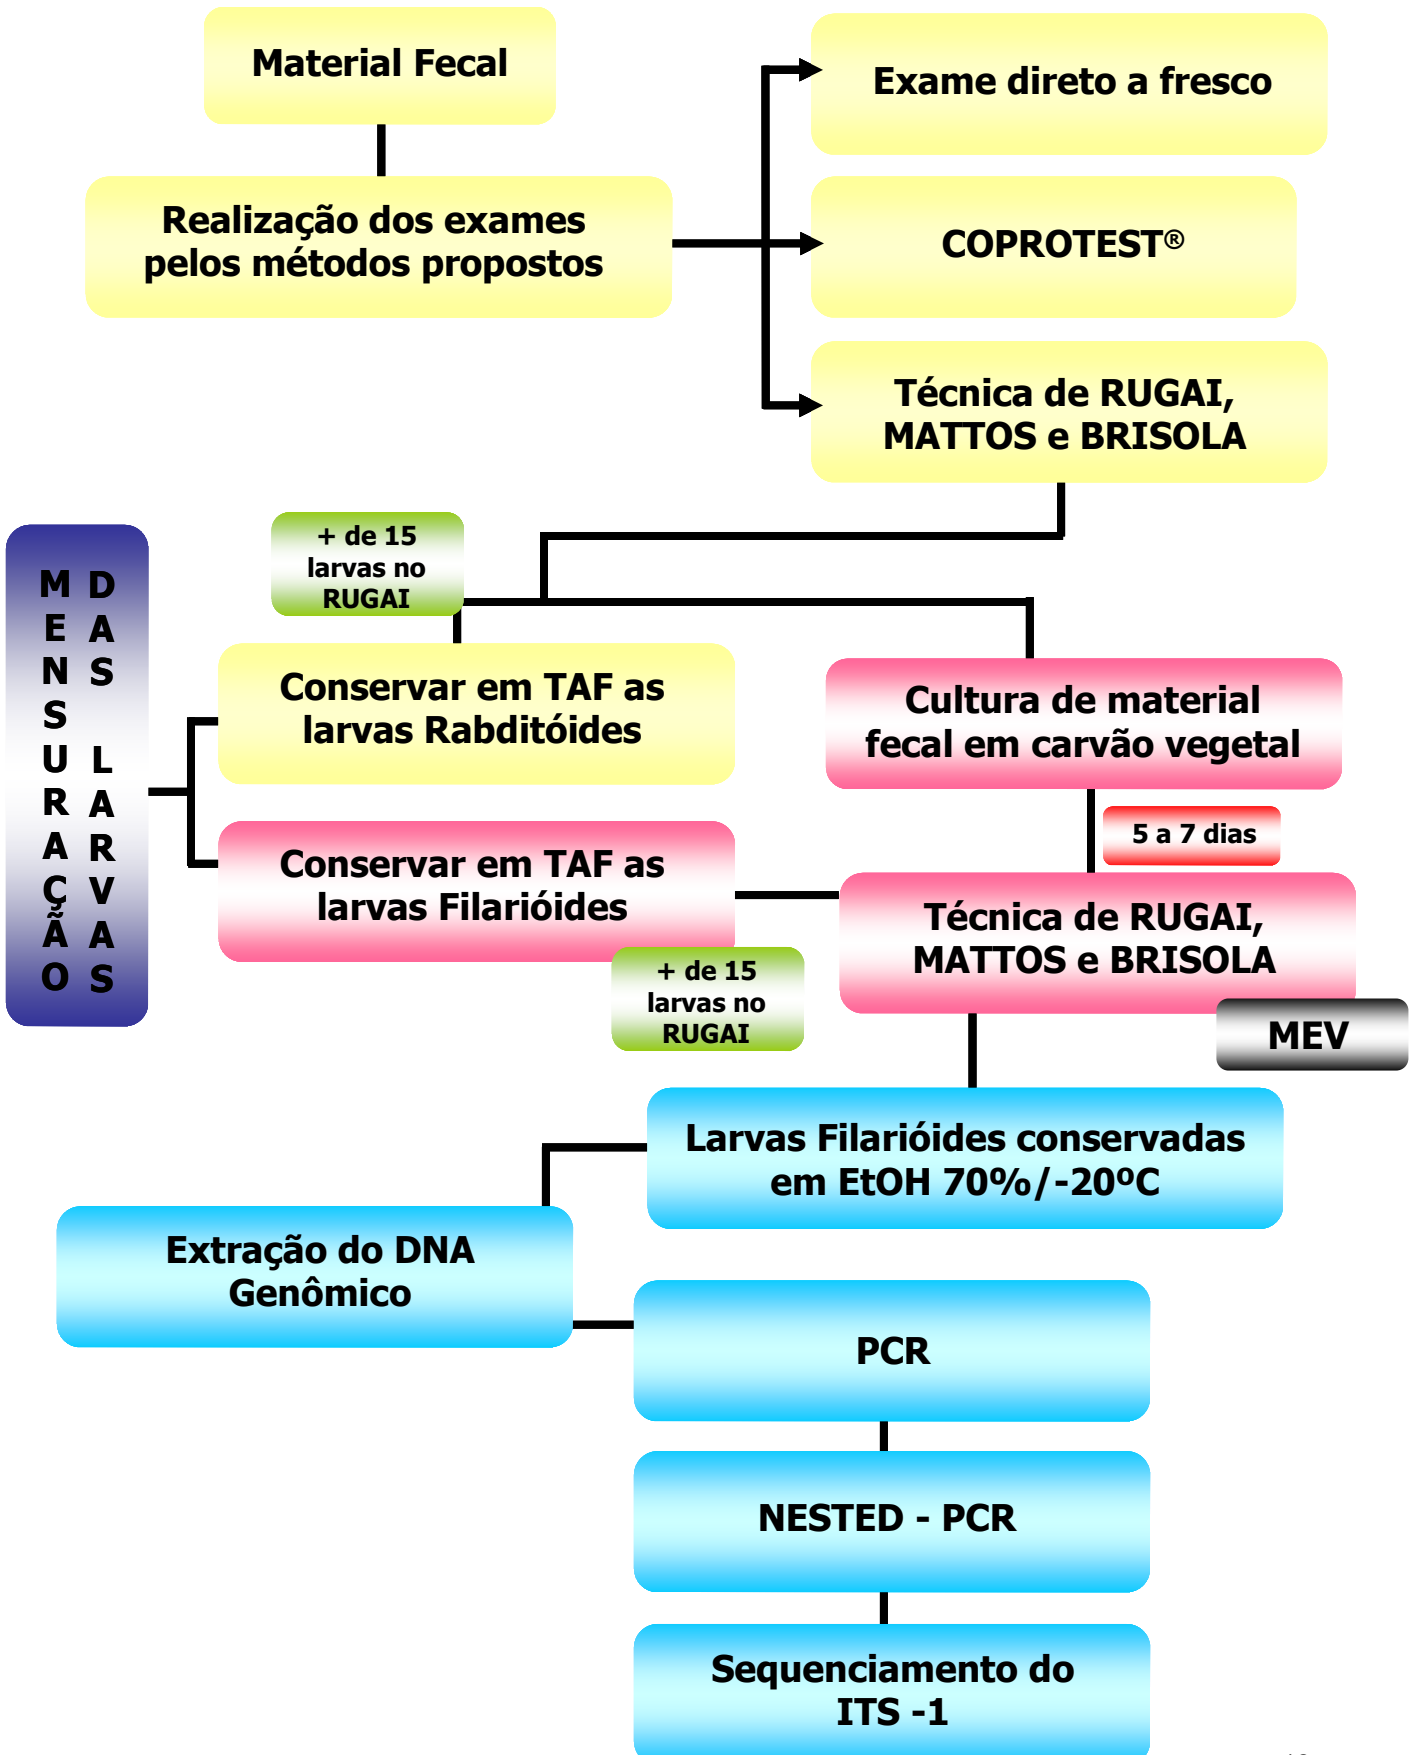 Material Fecal
Exame direto a fresco
Realização dos exames
pelos métodos propostos
COPROTEST®
Técnica de RUGAI,
MATTOS e BRISOLA
+ de 15
larvas no
RUGAI
MENSURAÇÃO
DAS LARVAS
Conservar em TAF as
larvas Rabditóides
Cultura de material
fecal em carvão vegetal
5 a 7 dias
Conservar em TAF as
larvas Filarióides
+ de 15
larvas no
RUGAI
Técnica de RUGAI,
MATTOS e BRISOLA
MEV
Larvas Filarióides conservadas
em EtOH 70%/-20ºC
Extração do DNA
Genômico
PCR
NESTED - PCR
Sequenciamento do
ITS -1